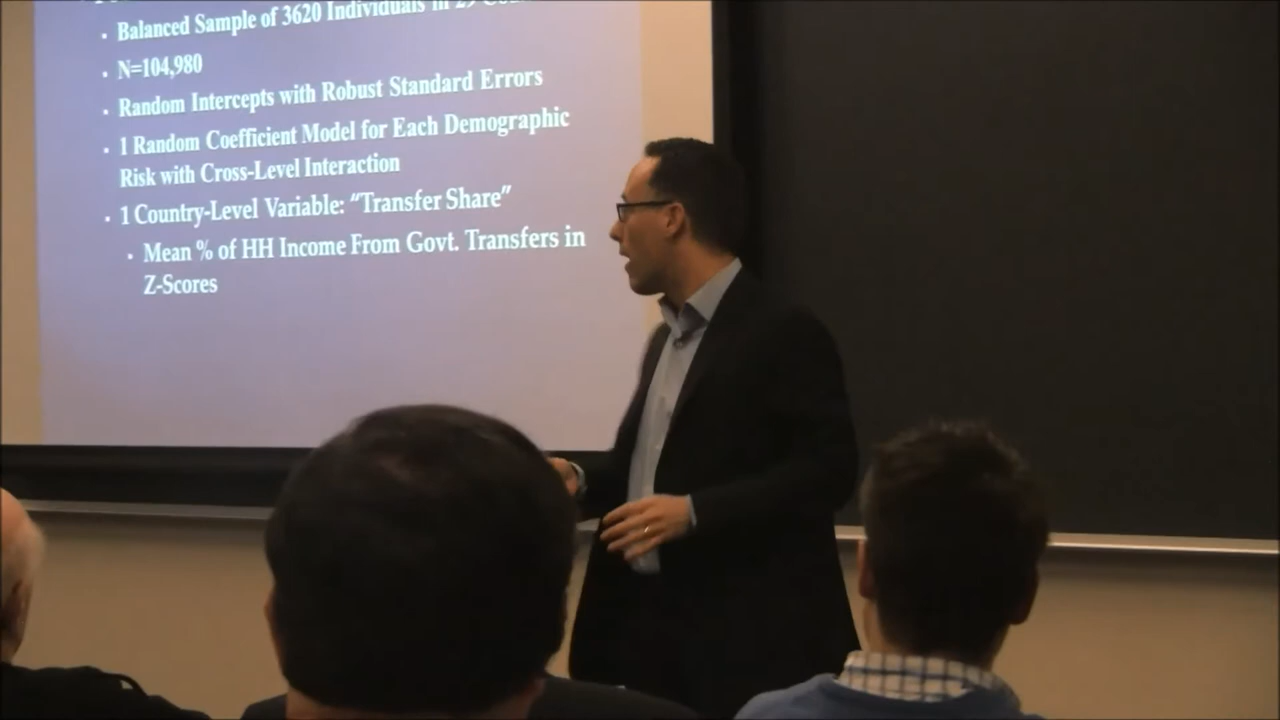 Balanced Sample of 3620 Individuals in 29
N=104,980
Random Intercepts with Robust Standard Errors
1 Random Coefficient Model for Each Demographic
Risk with Cross-Level Interaction
1 Country-Level Variable: “Transfer Share”
Mean % of HH Income From Govt. Transfers in
Z-Scores